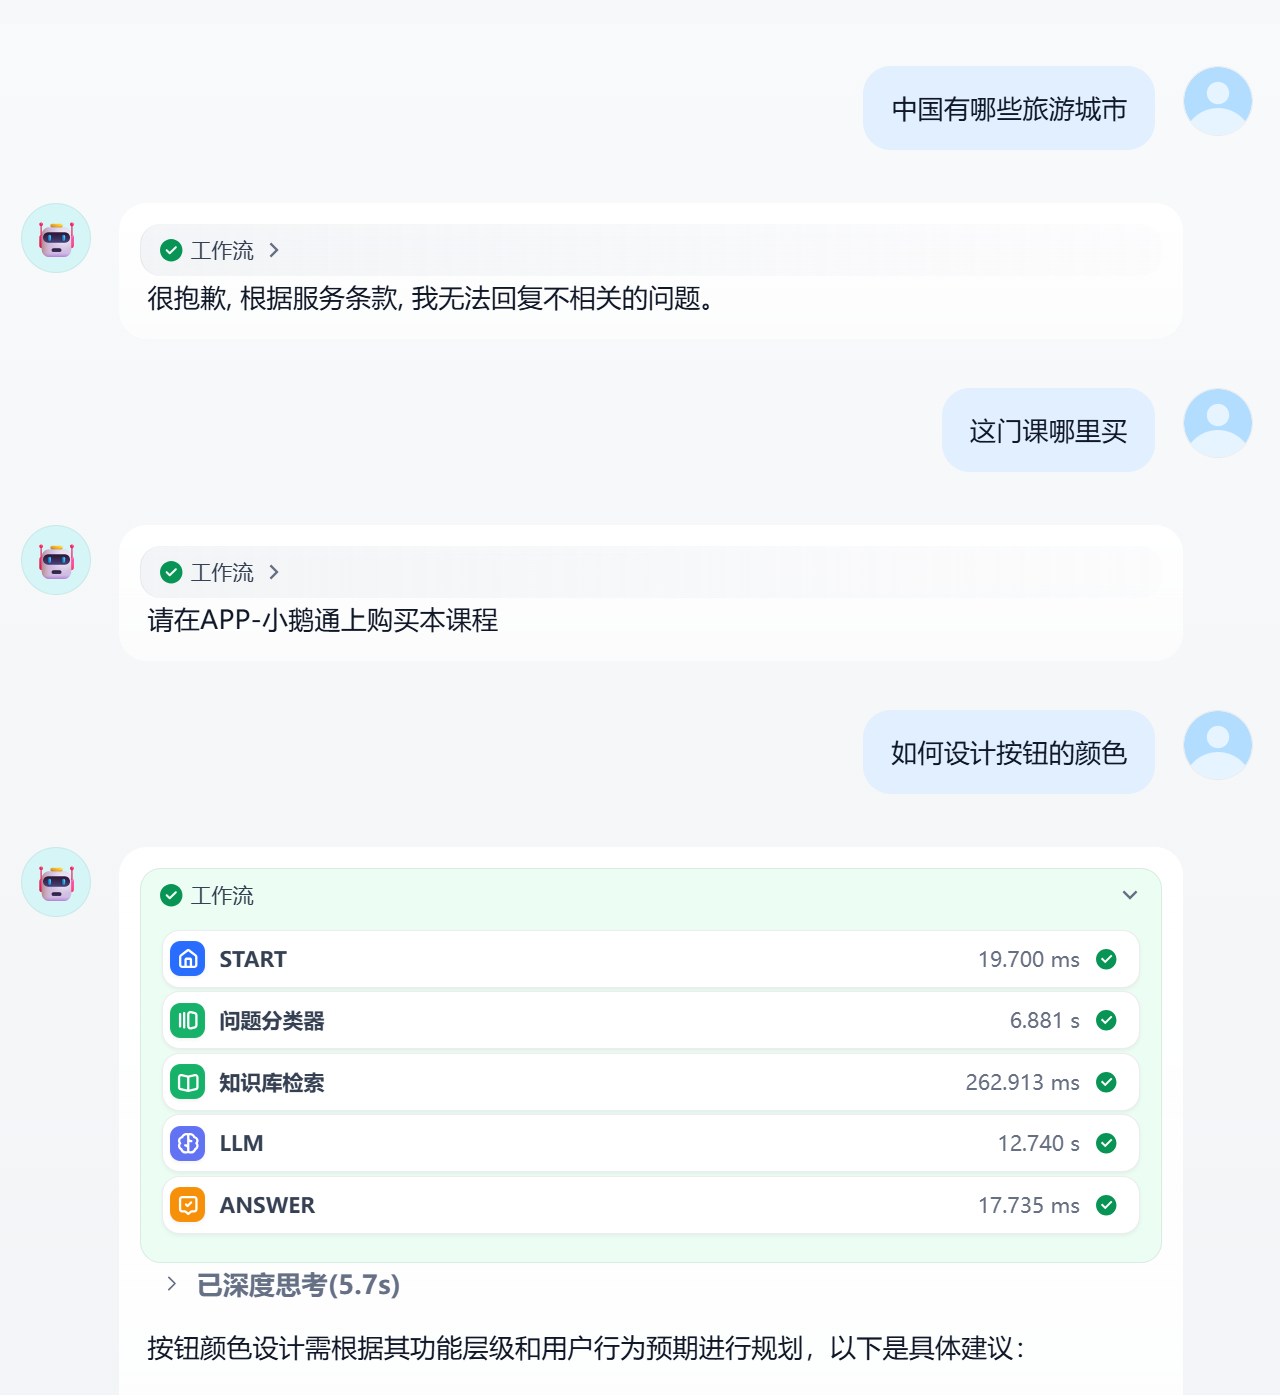 中国有哪些旅游城市
工作流
很抱歉, 根据服务条款, 我无法回复不相关的问题。
这门课哪里买
工作流
请在APP-小鹅通上购买本课程
如何设计按钮的颜色
工作流
START 19.700 ms
问题分类器 6.881 s
知识库检索 262.913 ms
LLM 12.740 s
ANSWER 17.735 ms
已深度思考(5.7s)
按钮颜色设计需根据其功能层级和用户行为预期进行规划，以下是具体建议：